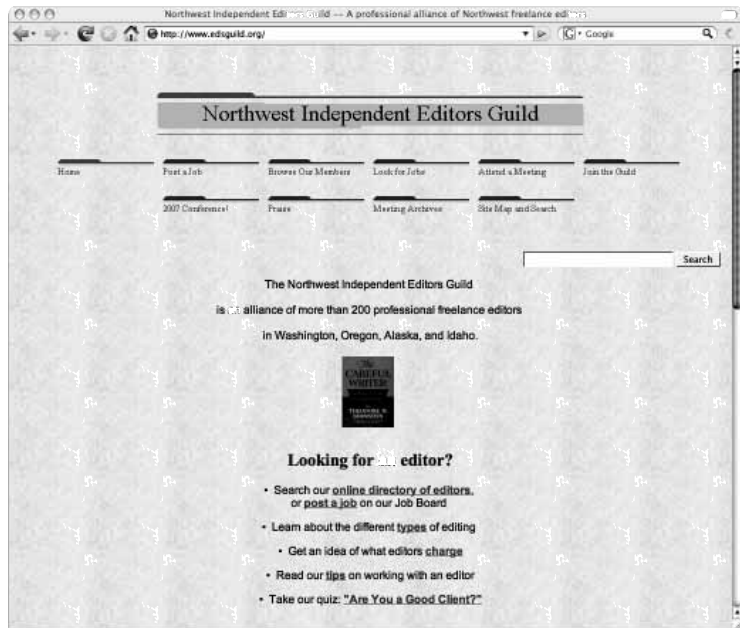 Northwest Independent Edi ild -- A professional alliance of Northwest freelance edi
http://www.edsguild.org/
G Google
Northwest Independent Editors Guild
Home Post a Job Browse Our Members Look for Jobs Attend a Meeting Join the Guild
2007 Conference! Praise Meeting Archives Site Map and Search
Search
The Northwest Independent Editors Guild
is alliance of more than 200 professional freelance editors
in Washington, Oregon, Alaska, and Idaho.
The
CAREFUL
WRITER
THEODORE M.
BERNSTEIN
Looking for editor?
• Search our online directory of editors,
or post a job on our Job Board
• Learn about the different types of editing
• Get an idea of what editors charge
• Read our tips on working with an editor
• Take our quiz: "Are You a Good Client?"